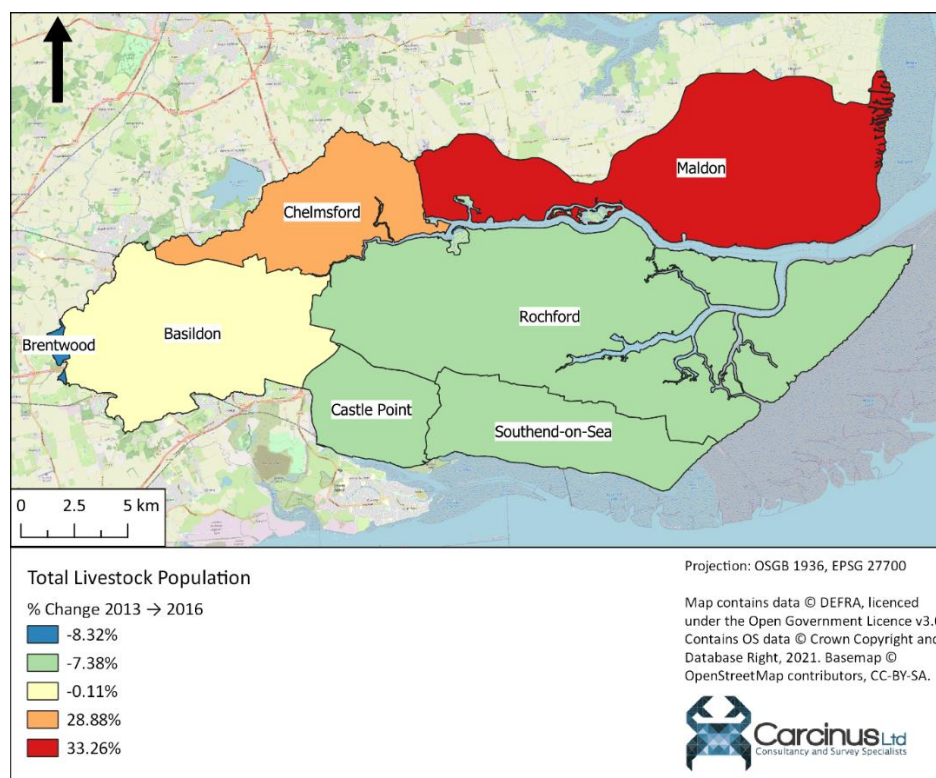 Maldon
Chelmsford
Rochford
Brentwood
Basildon
Castle Point
Southend-on-Sea
0 2.5 5 km
Total Livestock Population
% Change 2013 → 2016
-8.32%
-7.38%
-0.11%
28.88%
33.26%
Projection: OSGB 1936, EPSG 27700
Map contains data © DEFRA, licenced
under the Open Government Licence v3.0
Contains OS data © Crown Copyright and
Database Right, 2021. Basemap ©
OpenStreetMap contributors, CC-BY-SA.
Carcinus Ltd
Consultancy and Survey Specialists